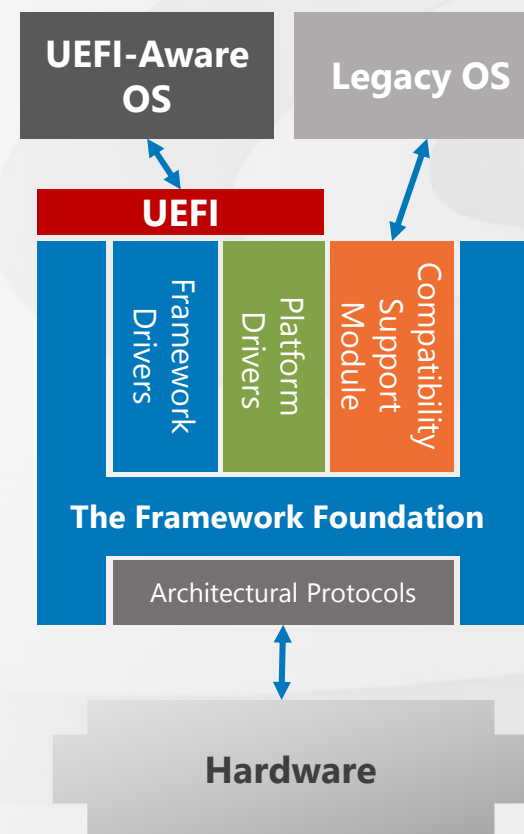 UEFI-Aware
OS
Legacy OS
UEFI
Framework
Drivers
Platform
Drivers
Compatibility
Support
Module
The Framework Foundation
Architectural Protocols
Hardware